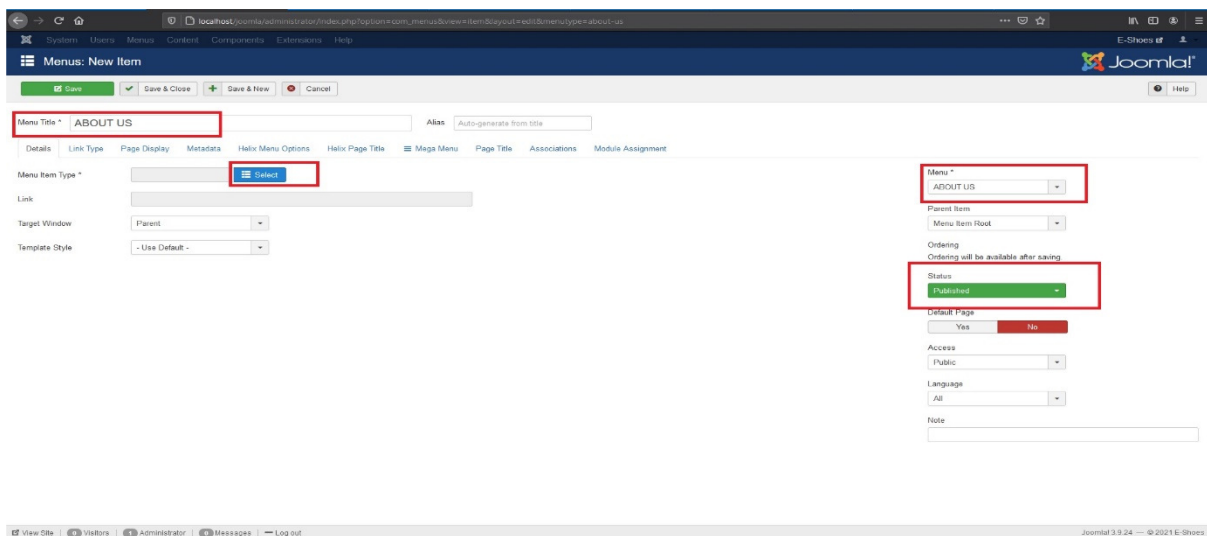 localhost/joomla/administrator/index.php?option=com_menus&view=item&layout=edit&menutype=about-us
System Users Menus Content Components Extensions Help E-Shoes
Menus: New Item Joomla!
Save Save & Close Save & New Cancel Help
Menu Title * ABOUT US Alias Auto-generate from title
Details Link Type Page Display Metadata Helix Menu Options Helix Page Title Mega Menu Page Title Associations Module Assignment
Menu Item Type * Select
Link
Target Window Parent
Template Style - Use Default -
Menu *
ABOUT US
Parent Item
Menu Item Root
Ordering
Ordering will be available after saving.
Status
Published
Default Page
Yes No
Access
Public
Language
All
Note
View Site 0 Visitors 1 Administrator 0 Messages Log out Joomla! 3.9.24 — © 2021 E-Shoes